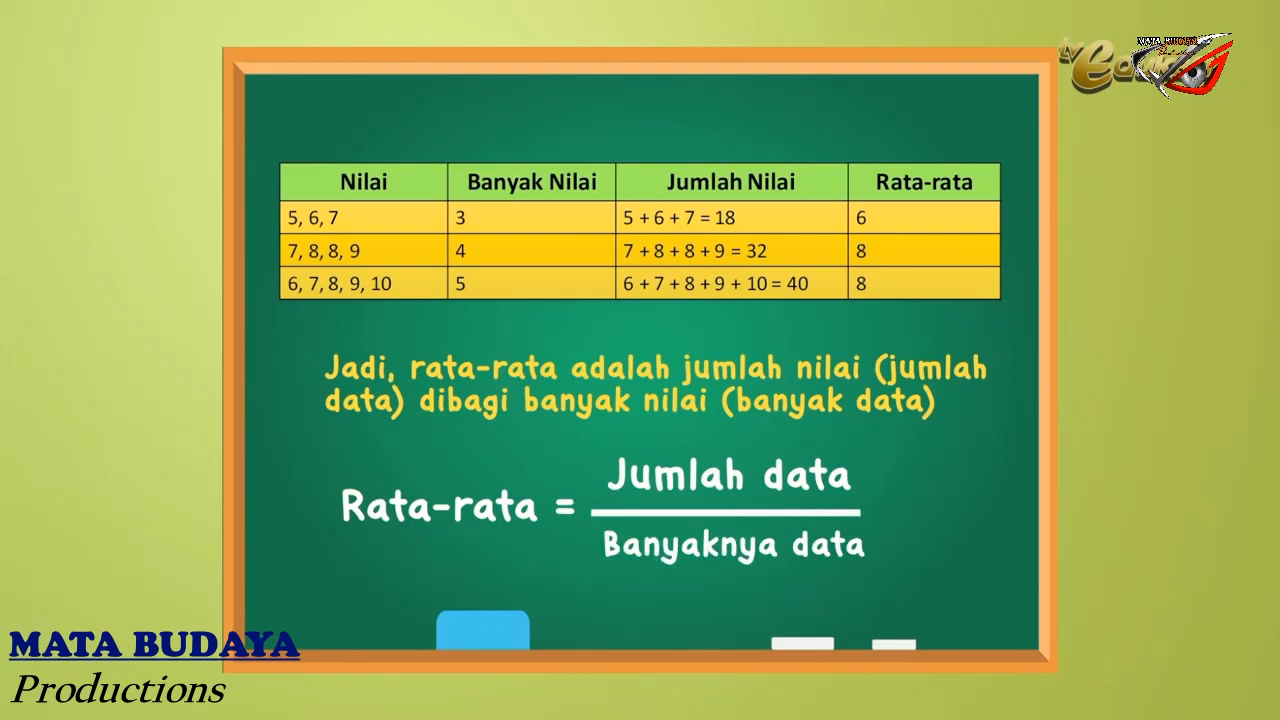 Nilai Banyak Nilai Jumlah Nilai Rata-rata
5, 6, 7 3 5 + 6 + 7 = 18 6
7, 8, 8, 9 4 7 + 8 + 8 + 9 = 32 8
6, 7, 8, 9, 10 5 6 + 7 + 8 + 9 + 10 = 40 8
Jadi, rata-rata adalah jumlah nilai (jumlah
data) dibagi banyak nilai (banyak data)
Jumlah data
Rata-rata =
Banyaknya data
MATA BUDAYA
Productions